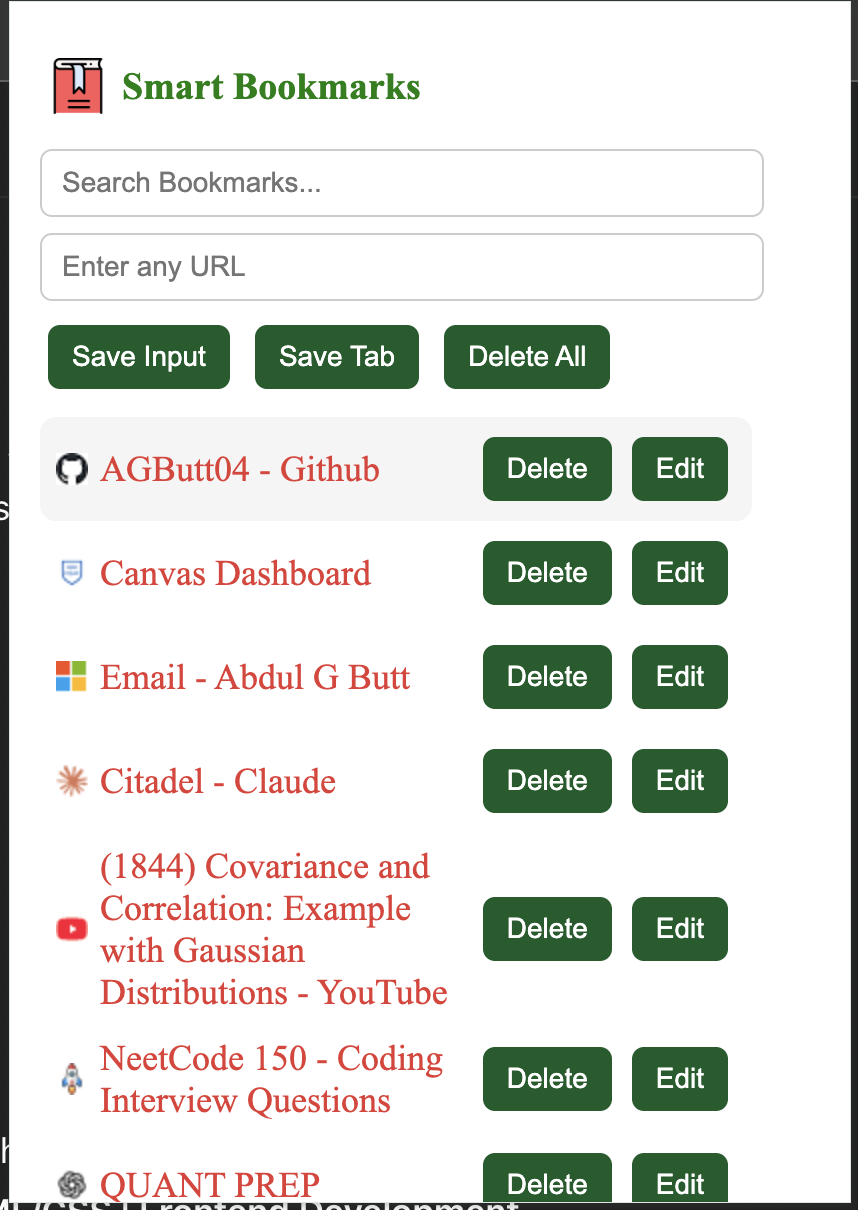 Smart Bookmarks
Search Bookmarks...
Enter any URL
Save Input Save Tab Delete All
AGButt04 - Github Delete Edit
Canvas Dashboard Delete Edit
Email - Abdul G Butt Delete Edit
Citadel - Claude Delete Edit
(1844) Covariance and
Correlation: Example
with Gaussian
Distributions - YouTube
Delete Edit
NeetCode 150 - Coding
Interview Questions
Delete Edit
QUANT PREP Delete Edit